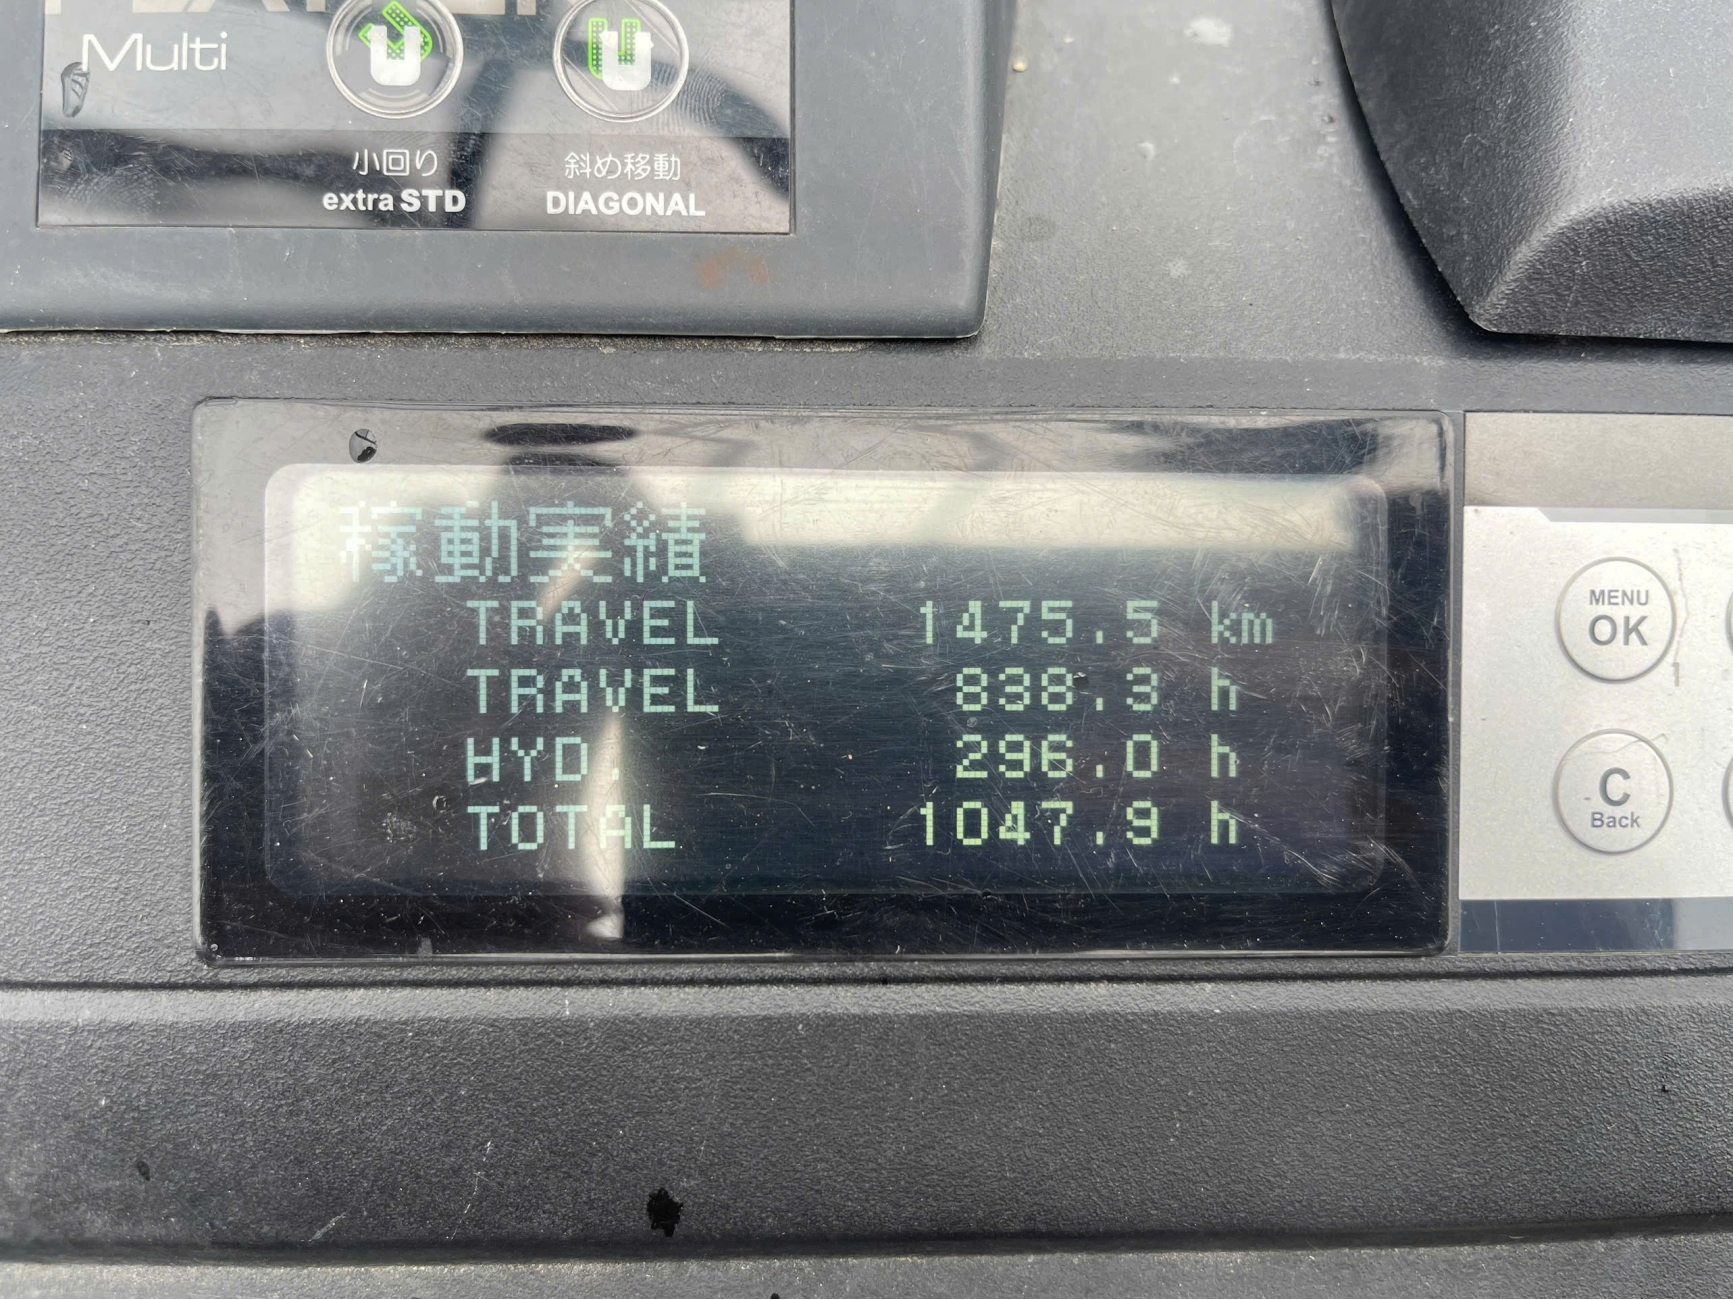 Multi
小回り
extra STD
斜め移動
DIAGONAL
稼動実績
TRAVEL 1475.5 km
TRAVEL 838.3 h
HYD. 296.0 h
TOTAL 1047.9 h
MENU
OK
C
Back